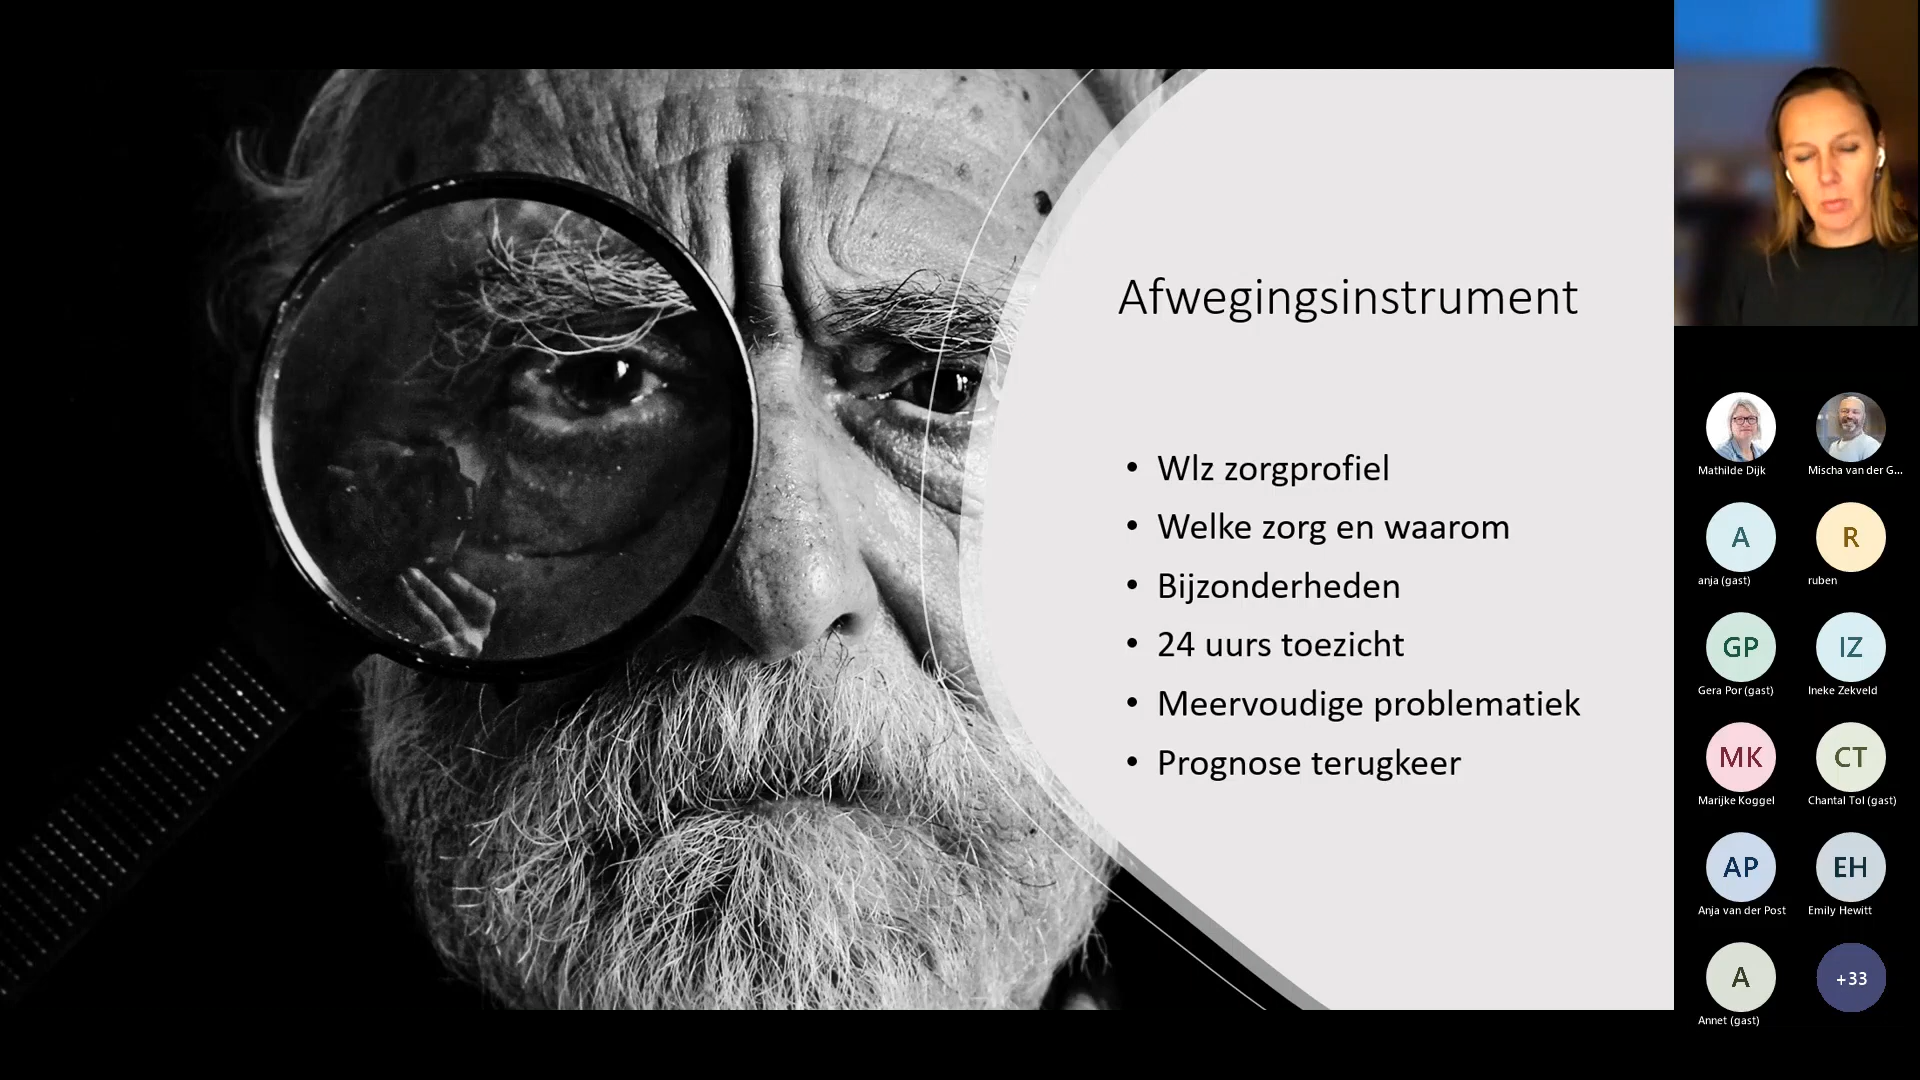 Afwegingsinstrument
• Wlz zorgprofiel
• Welke zorg en waarom
• Bijzonderheden
• 24 uurs toezicht
• Meervoudige problematiek
• Prognose terugkeer
Mathilde Dijk
Mischa van der G...
A
R
anja (gast)
ruben
GP
IZ
Gera Por (gast)
Ineke Zekveld
MK
CT
Marijke Koggel
Chantal Tol (gast)
AP
EH
Anja van der Post
Emily Hewitt
A
+33
Annet (gast)